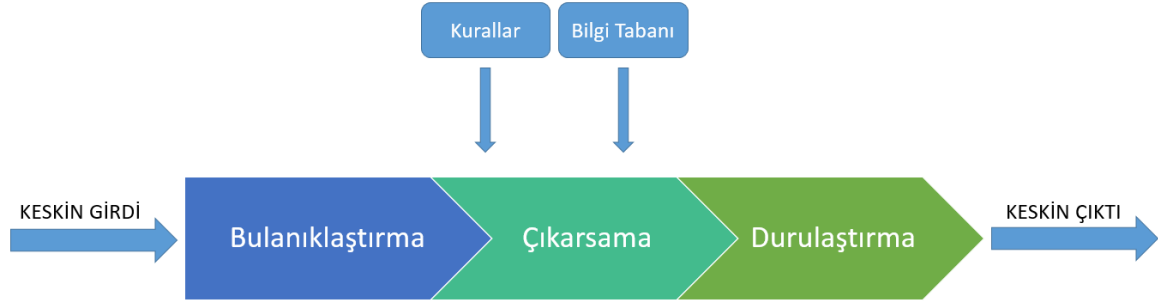 Kurallar
Bilgi Tabanı
KESKİN GİRDİ
Bulanıklaştırma
Çıkarsama
Durulaştırma
KESKİN ÇIKTI